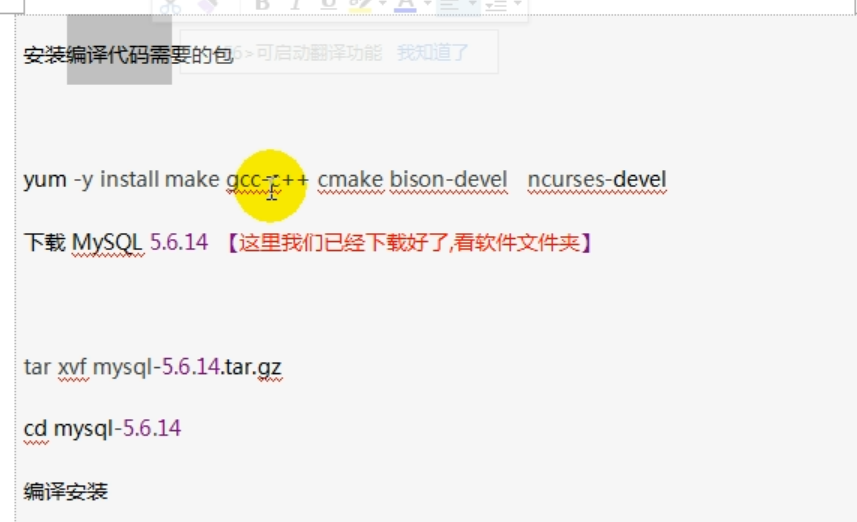 安装编译代码需要的包
>可启动翻译功能 我知道了
yum -y install make gcc-c++ cmake bison-devel ncurses-devel
下载 MySQL 5.6.14 【这里我们已经下载好了,看软件文件夹】
tar xvf mysql-5.6.14.tar.gz
cd mysql-5.6.14
编译安装